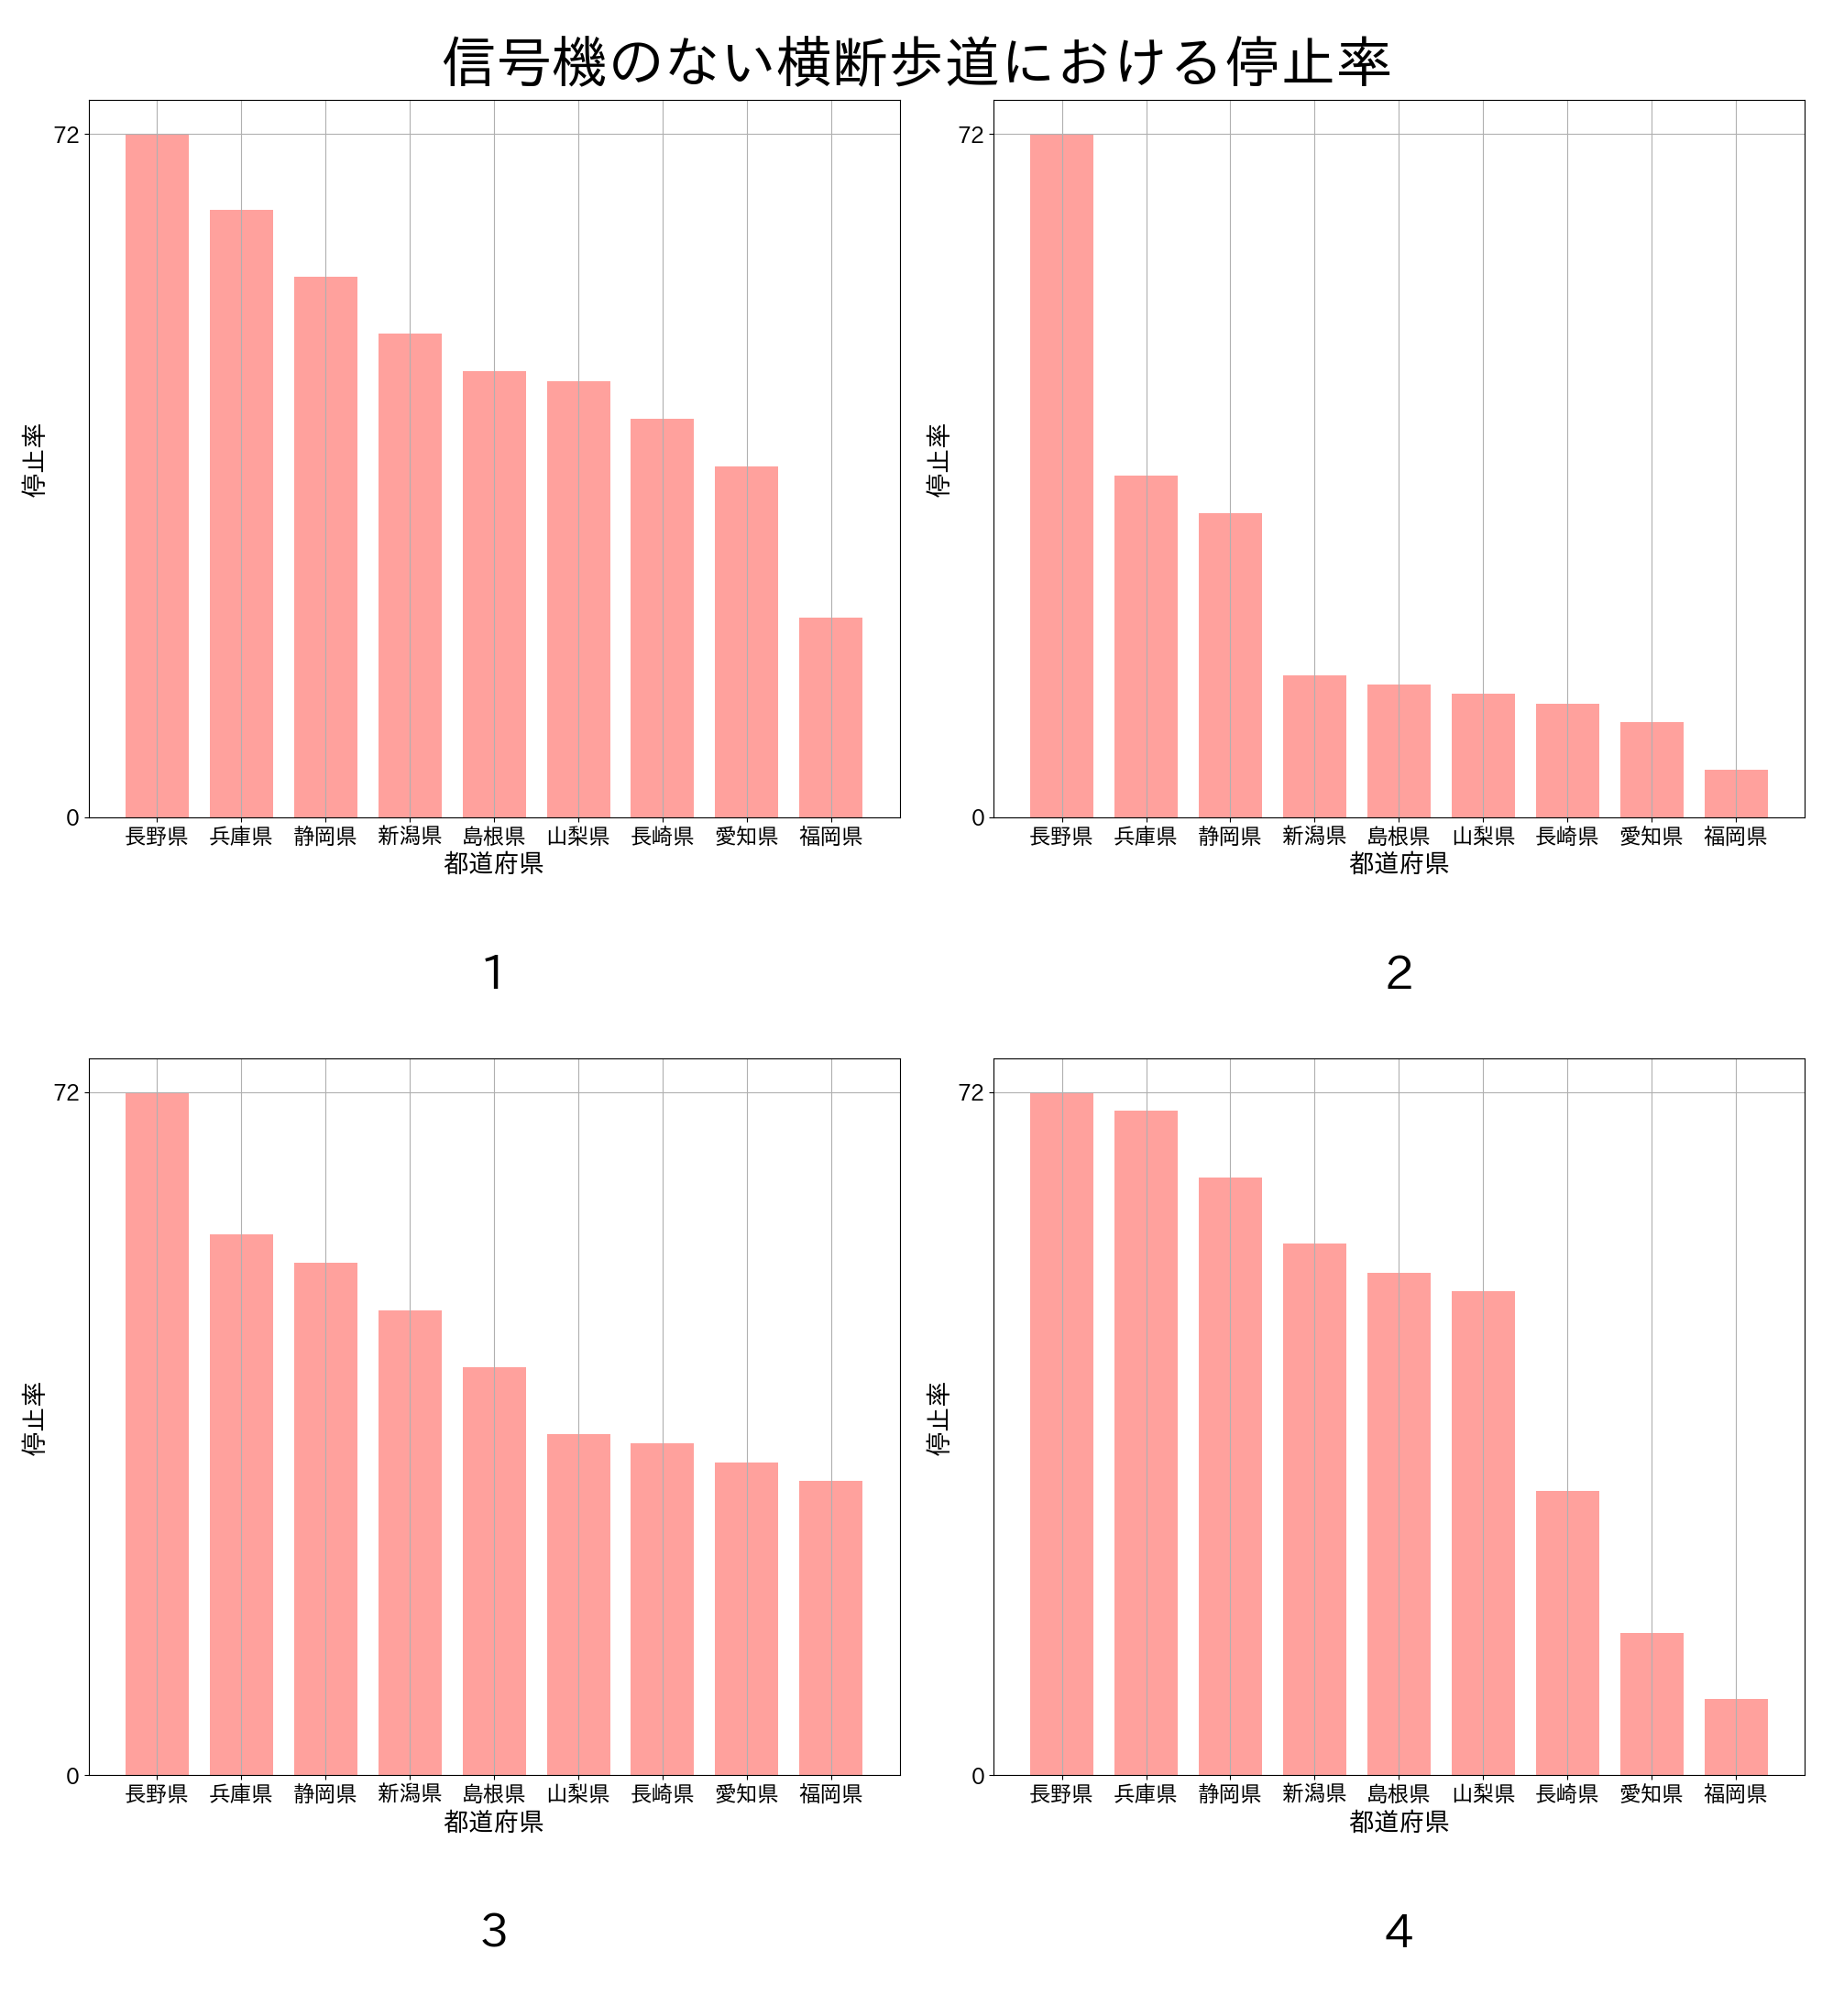 信号機のない横断歩道における停止率
72
0
停止率
長野県 兵庫県 静岡県 新潟県 島根県 山梨県 長崎県 愛知県 福岡県
都道府県
1
72
0
停止率
長野県 兵庫県 静岡県 新潟県 島根県 山梨県 長崎県 愛知県 福岡県
都道府県
2
72
0
停止率
長野県 兵庫県 静岡県 新潟県 島根県 山梨県 長崎県 愛知県 福岡県
都道府県
3
72
0
停止率
長野県 兵庫県 静岡県 新潟県 島根県 山梨県 長崎県 愛知県 福岡県
都道府県
4